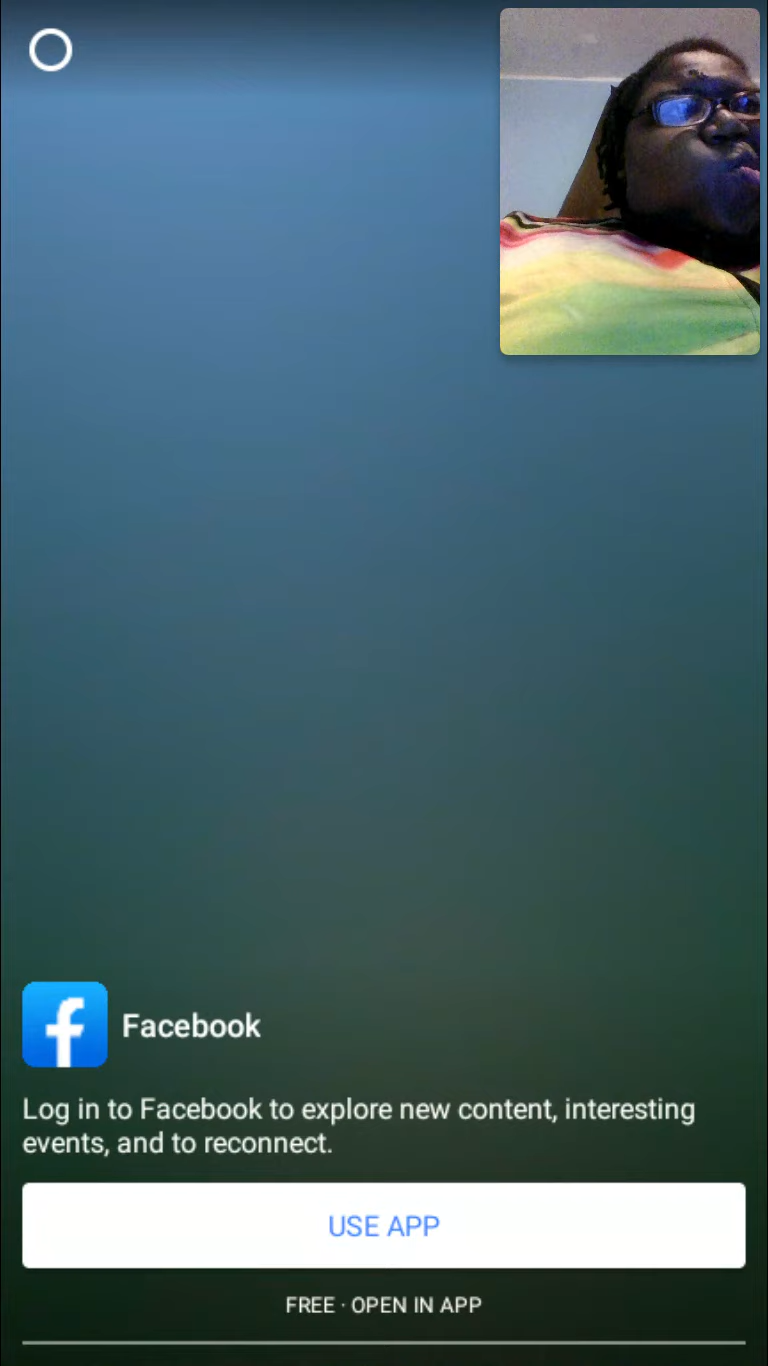 Facebook
Log in to Facebook to explore new content, interesting
events, and to reconnect.
USE APP
FREE · OPEN IN APP